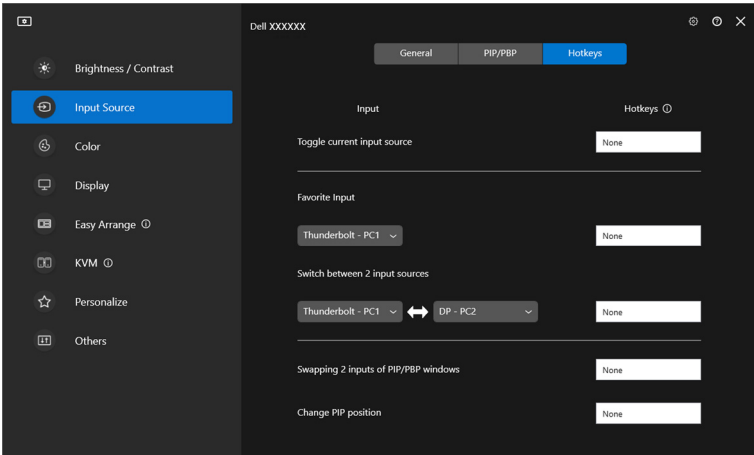 Dell XXXXXX
General PIP/PBP Hotkeys
Brightness / Contrast
Input Source
Color
Display
Easy Arrange
KVM
Personalize
Others
Input Hotkeys
Toggle current input source None
Favorite Input
Thunderbolt - PC1 None
Switch between 2 input sources
Thunderbolt - PC1 DP - PC2 None
Swapping 2 inputs of PIP/PBP windows None
Change PIP position None